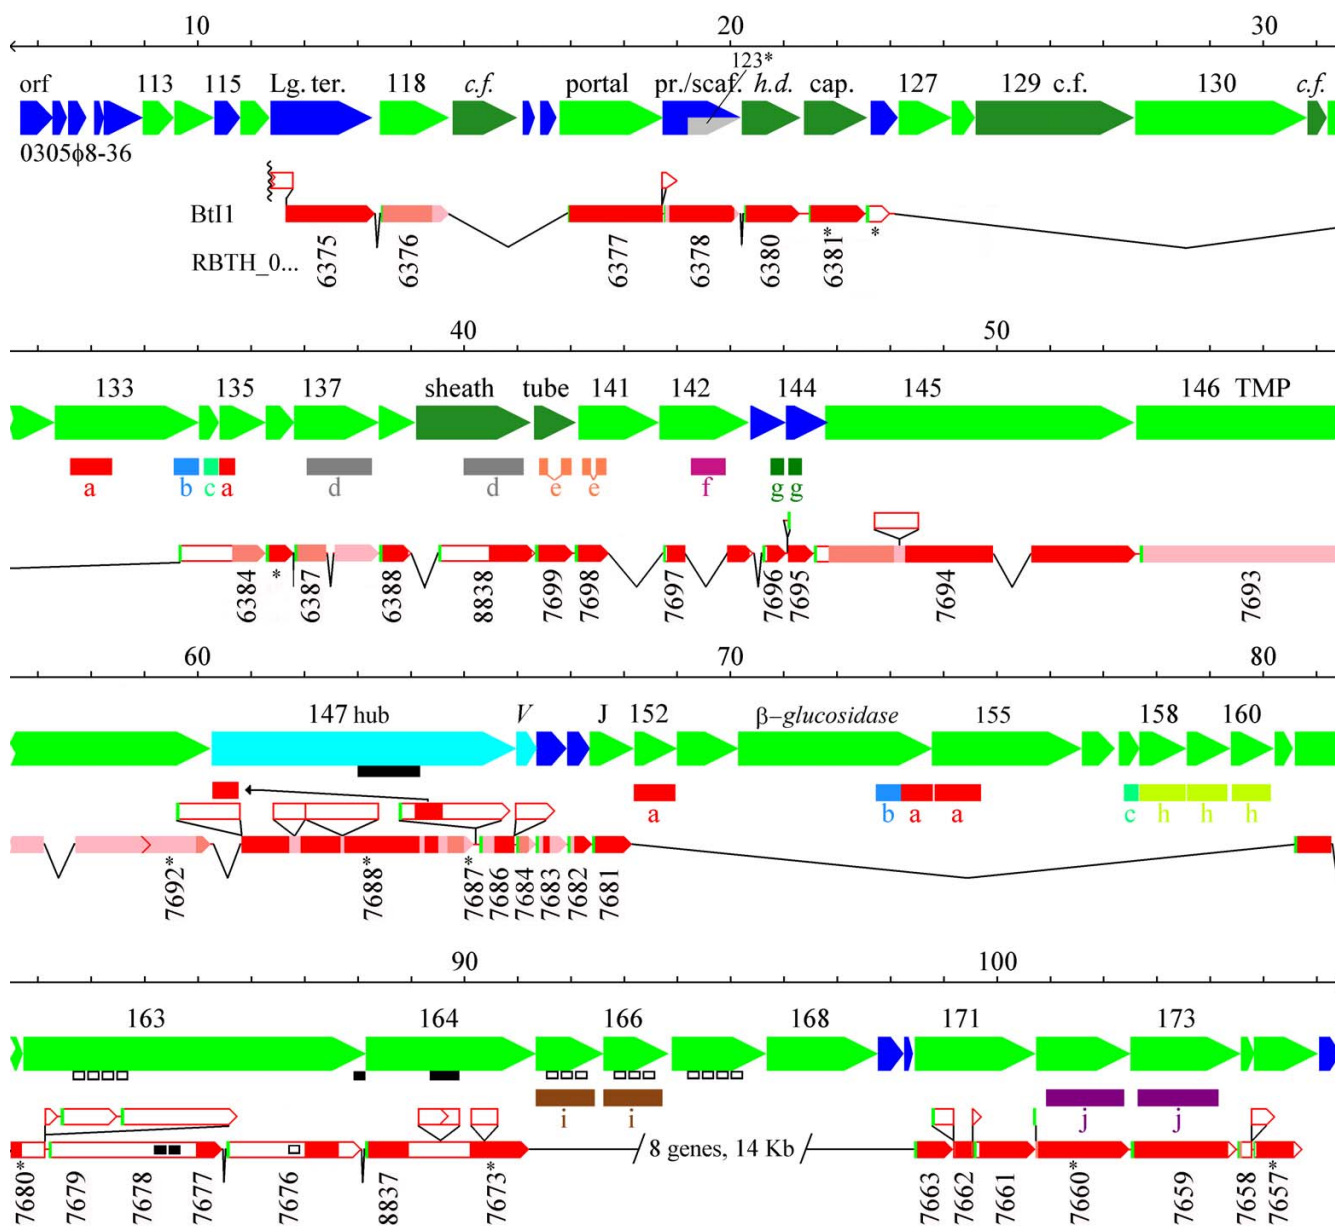 10 20 30
orf 113 115 Lg. ter. 118 c.f. portal pr./scaf. 123* h.d. cap. 127 129 c.f. 130 c.f.
0305ϕ8-36
BtI1
RBTH_0... 6375 6376 6377 6378 6380 6381* *
40 50
133 135 137 sheath tube 141 142 144 145 146 TMP
a b c a d d e e f g g
6384 * 6387 6388 8838 7699 7698 7697 7696 7695 7694 7693
60 70 80
147 hub V J 152 β-glucosidase 155 158 160
a b a a c h h h
7692* 7688* 7687* 7686 7684 7683 7682 7681
90 100
163 164 166 168 171 173
i i j j
8 genes, 14 Kb
7680* 7679 7678 7677 7676 8837 7673* 7663 7662 7661 7660* 7659 7658 7657*